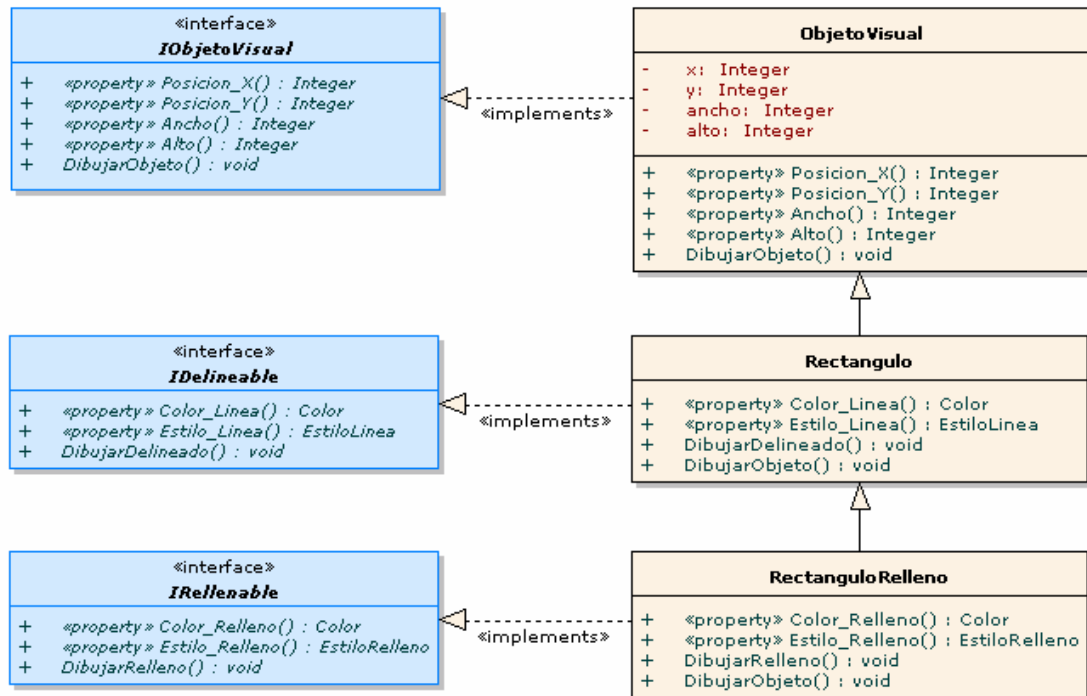 «interface»
IObjetoVisual
+ «property» Posicion_X() : Integer
+ «property» Posicion_Y() : Integer
+ «property» Ancho() : Integer
+ «property» Alto() : Integer
+ DibujarObjeto() : void
«implements»
ObjetoVisual
- x: Integer
- y: Integer
- ancho: Integer
- alto: Integer
+ «property» Posicion_X() : Integer
+ «property» Posicion_Y() : Integer
+ «property» Ancho() : Integer
+ «property» Alto() : Integer
+ DibujarObjeto() : void
«interface»
IDelineable
+ «property» Color_Linea() : Color
+ «property» Estilo_Linea() : EstiloLinea
+ DibujarDelineado() : void
«implements»
Rectangulo
+ «property» Color_Linea() : Color
+ «property» Estilo_Linea() : EstiloLinea
+ DibujarDelineado() : void
+ DibujarObjeto() : void
«interface»
IRellenable
+ «property» Color_Relleno() : Color
+ «property» Estilo_Relleno() : EstiloRelleno
+ DibujarRelleno() : void
«implements»
RectanguloRelleno
+ «property» Color_Relleno() : Color
+ «property» Estilo_Relleno() : EstiloRelleno
+ DibujarRelleno() : void
+ DibujarObjeto() : void